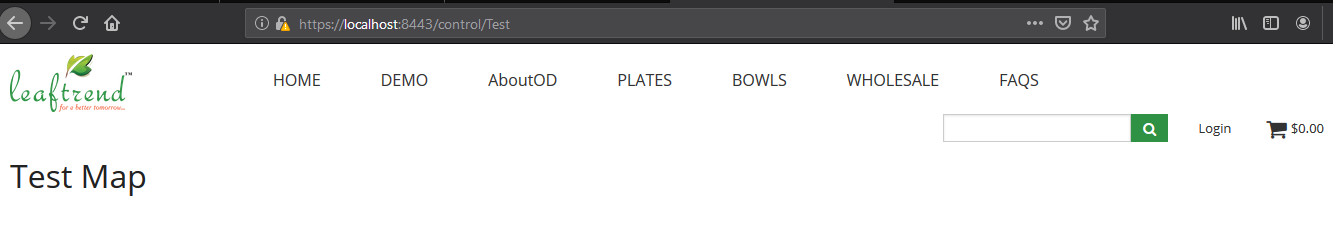 https://localhost:8443/control/Test
leaftrend™
for a better tomorrow...
HOME DEMO AboutOD PLATES BOWLS WHOLESALE FAQS
Login $0.00
Test Map